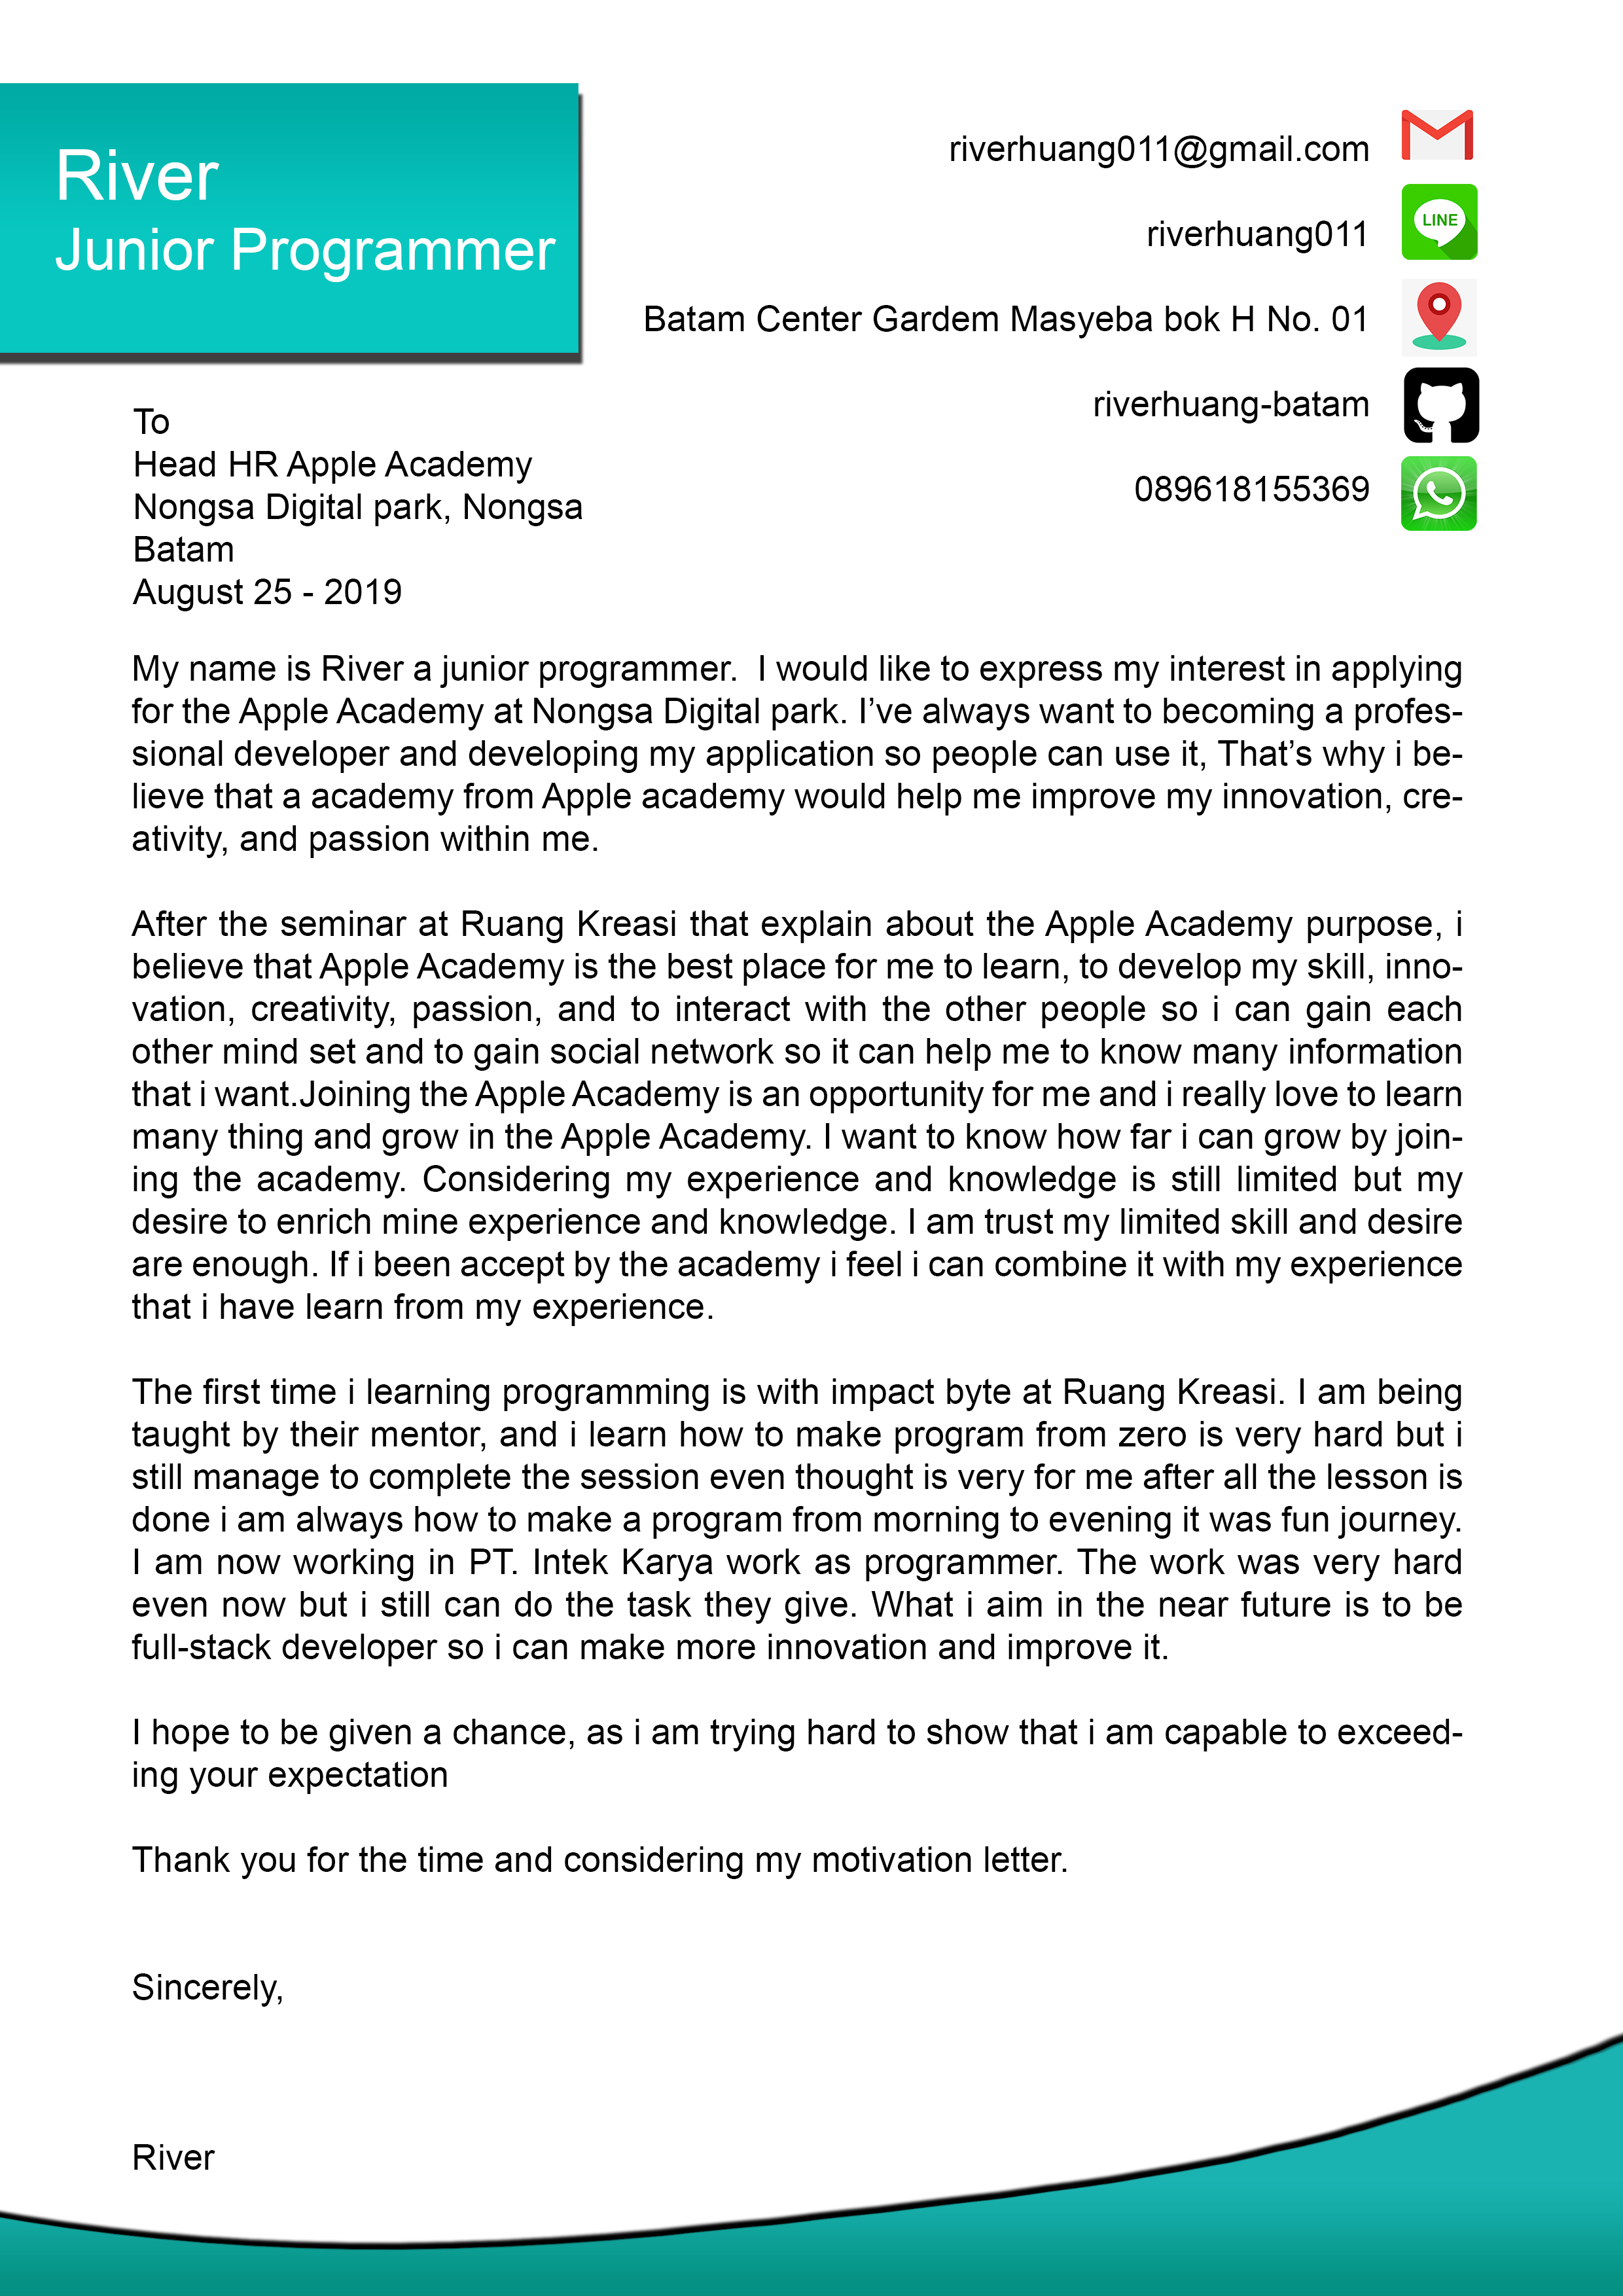 River
Junior Programmer
riverhuang011@gmail.com
riverhuang011
LINE
Batam Center Gardem Masyeba bok H No. 01
riverhuang-batam
089618155369
To
Head HR Apple Academy
Nongsa Digital park, Nongsa
Batam
August 25 - 2019
My name is River a junior programmer.  I would like to express my interest in applying
for the Apple Academy at Nongsa Digital park. I’ve always want to becoming a profes-
sional developer and developing my application so people can use it, That’s why i be-
lieve that a academy from Apple academy would help me improve my innovation, cre-
ativity, and passion within me.
After the seminar at Ruang Kreasi that explain about the Apple Academy purpose, i
believe that Apple Academy is the best place for me to learn, to develop my skill, inno-
vation, creativity, passion, and to interact with the other people so i can gain each
other mind set and to gain social network so it can help me to know many information
that i want.Joining the Apple Academy is an opportunity for me and i really love to learn
many thing and grow in the Apple Academy. I want to know how far i can grow by join-
ing the academy. Considering my experience and knowledge is still limited but my
desire to enrich mine experience and knowledge. I am trust my limited skill and desire
are enough. If i been accept by the academy i feel i can combine it with my experience
that i have learn from my experience.
The first time i learning programming is with impact byte at Ruang Kreasi. I am being
taught by their mentor, and i learn how to make program from zero is very hard but i
still manage to complete the session even thought is very for me after all the lesson is
done i am always how to make a program from morning to evening it was fun journey.
I am now working in PT. Intek Karya work as programmer. The work was very hard
even now but i still can do the task they give. What i aim in the near future is to be
full-stack developer so i can make more innovation and improve it.
I hope to be given a chance, as i am trying hard to show that i am capable to exceed-
ing your expectation
Thank you for the time and considering my motivation letter.
Sincerely,
River